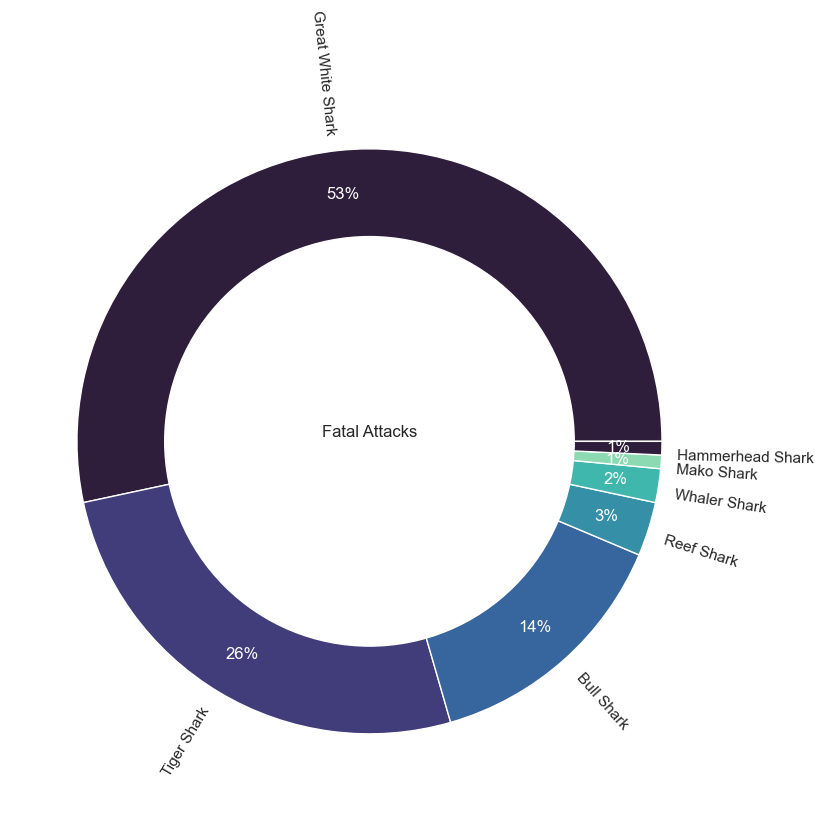 Great White Shark
53%
Fatal Attacks
1%
Hammerhead Shark
1%
Mako Shark
2%
Whaler Shark
3%
Reef Shark
14%
Bull Shark
26%
Tiger Shark